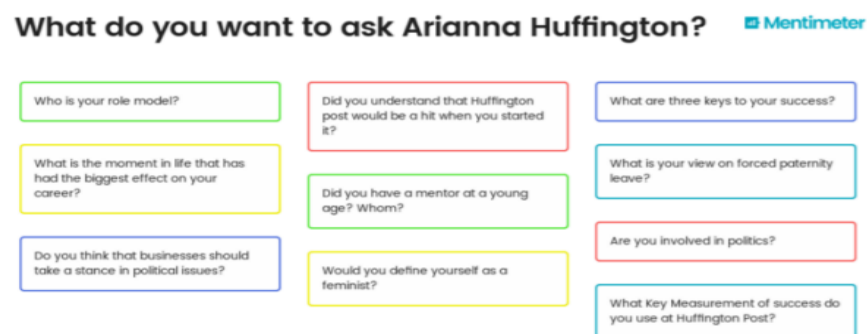 What do you want to ask Arianna Huffington?
Mentimeter
Who is your role model?
What is the moment in life that has
had the biggest effect on your
career?
Do you think that businesses should
take a stance in political issues?
Did you understand that Huffington
post would be a hit when you started
it?
Did you have a mentor at a young
age? Whom?
Would you define yourself as a
feminist?
What are three keys to your success?
What is your view on forced paternity
leave?
Are you involved in politics?
What Key Measurement of success do
you use at Huffington Post?